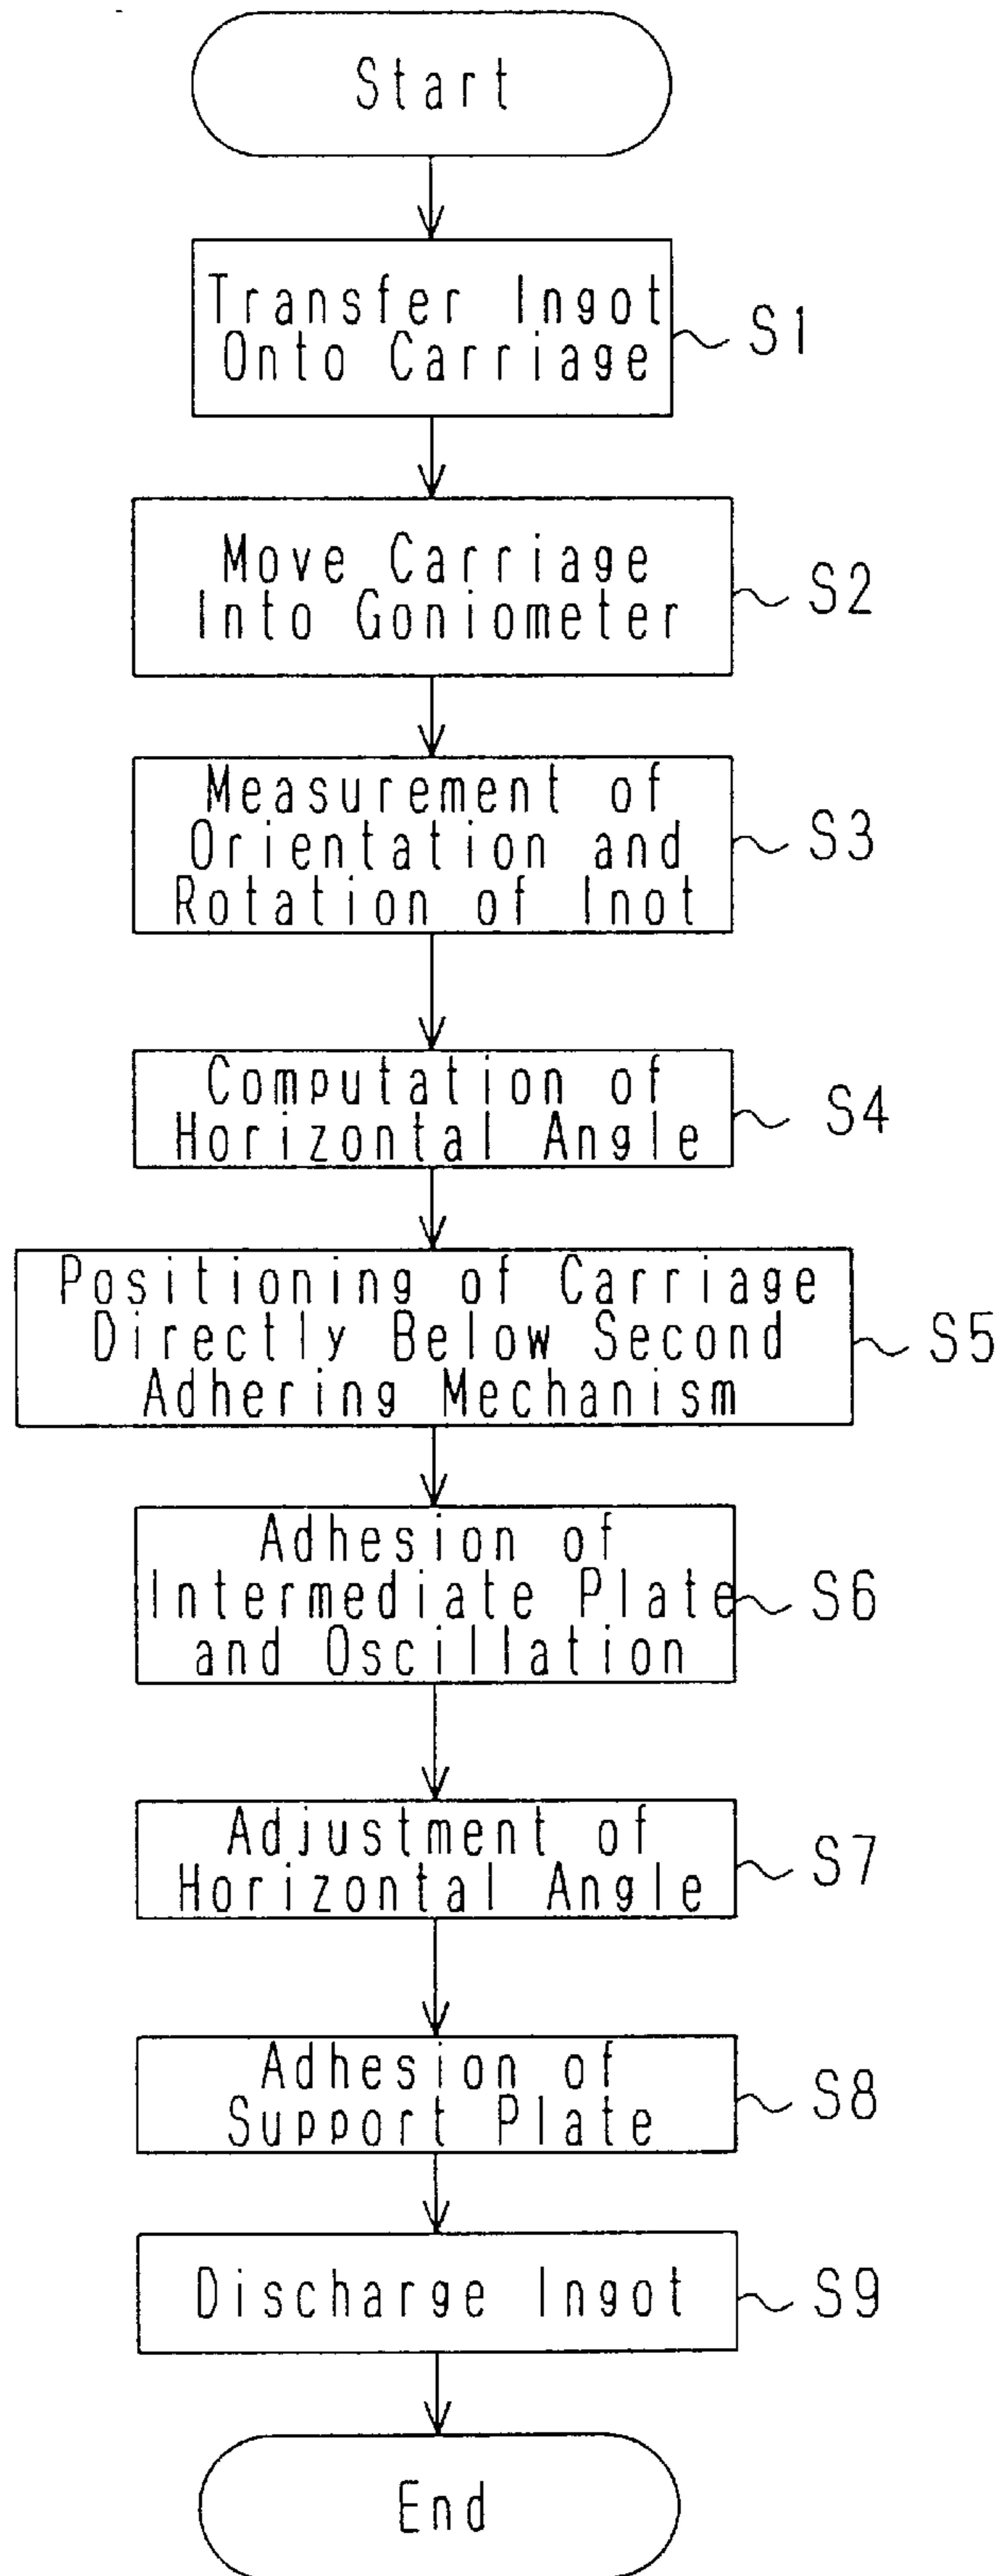 Start
Transfer Ingot
Onto Carriage
S1
Move Carriage
Into Goniometer
S2
Measurement of
Orientation and
Rotation of Inot
S3
Computation of
Horizontal Angle
S4
Positioning of Carriage
Directly Below Second
Adhering Mechanism
S5
Adhesion of
Intermediate Plate
and Oscillation
S6
Adjustment of
Horizontal Angle
S7
Adhesion of
Support Plate
S8
Discharge Ingot
S9
End